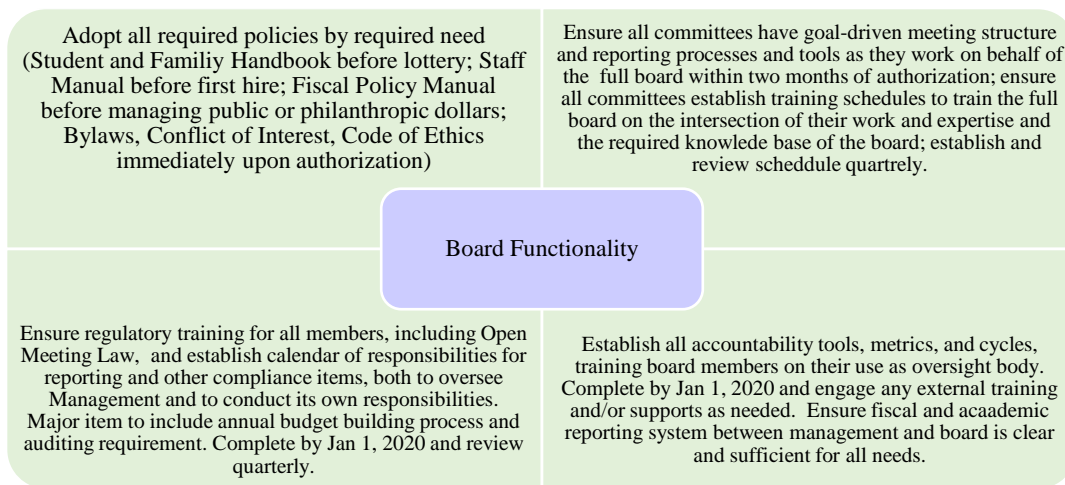 Adopt all required policies by required need
(Student and Familiy Handbook before lottery; Staff
Manual before first hire; Fiscal Policy Manual
before managing public or philanthropic dollars;
Bylaws, Conflict of Interest, Code of Ethics
immediately upon authorization)
Ensure all committees have goal-driven meeting structure
and reporting processes and tools as they work on behalf of
the full board within two months of authorization; ensure
all committees establish training schedules to train the full
board on the intersection of their work and expertise and
the required knowlede base of the board; establish and
review scheddule quartrely.
Board Functionality
Ensure regulatory training for all members, including Open
Meeting Law, and establish calendar of responsibilities for
reporting and other compliance items, both to oversee
Management and to conduct its own responsibilities.
Major item to include annual budget building process and
auditing requirement. Complete by Jan 1, 2020 and review
quarterly.
Establish all accountability tools, metrics, and cycles,
training board members on their use as oversight body.
Complete by Jan 1, 2020 and engage any external training
and/or supports as needed. Ensure fiscal and acaademic
reporting system between management and board is clear
and sufficient for all needs.